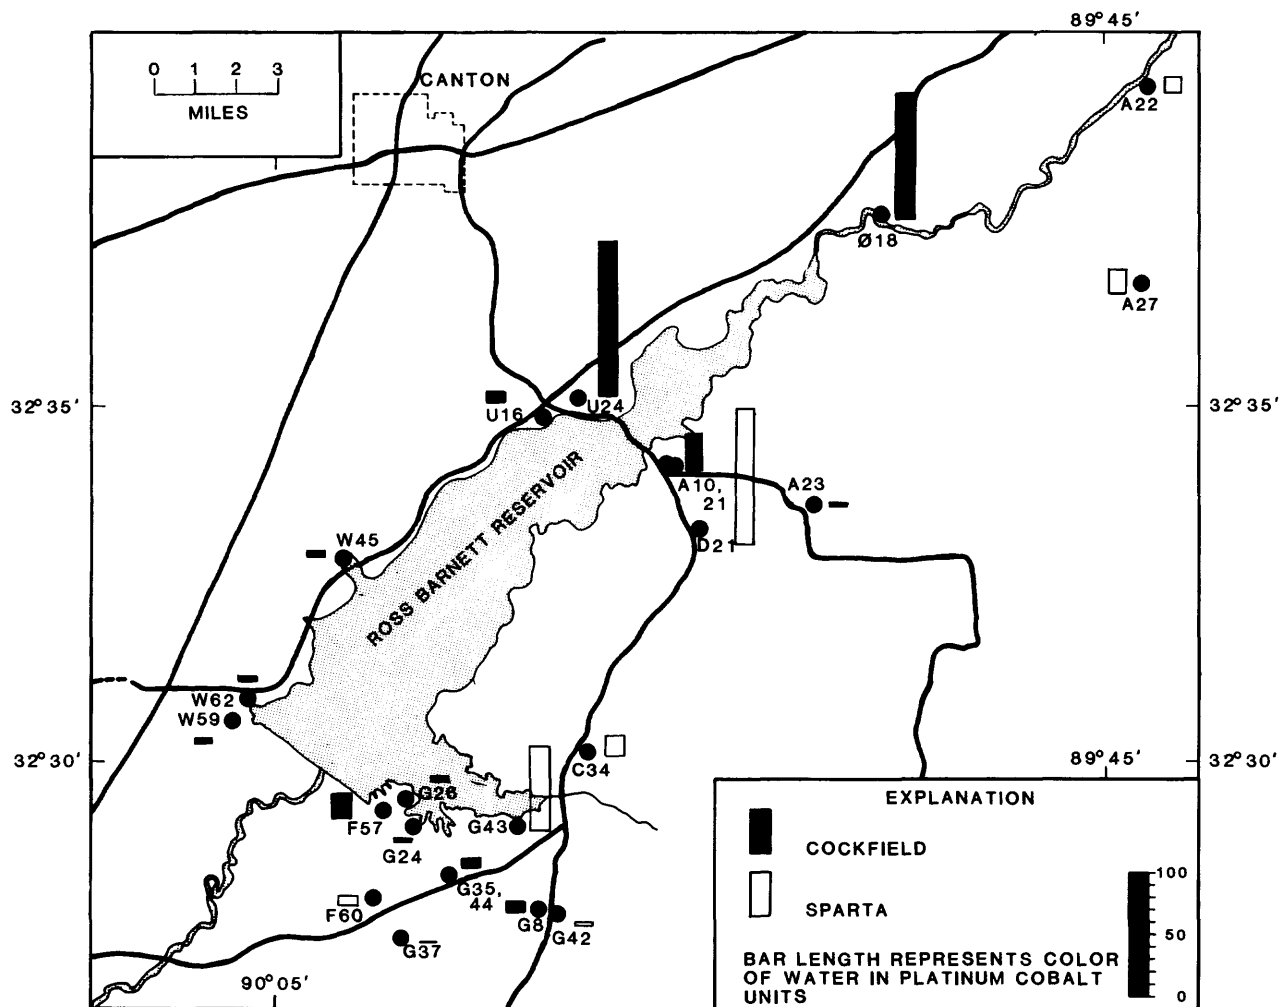 89°45′
0 1 2 3
MILES
CANTON
A22
Ø18
A27
32°35′
32°35′
U16
U24
A10,
21
A23
D21
W45
ROSS BARNETT RESERVOIR
W62
W59
32°30′
C34
89°45′
32°30′
G26
F57
G43
G24
G35,
44
F60
G8
G42
G37
90°05′
EXPLANATION
COCKFIELD
SPARTA
100
50
0
BAR LENGTH REPRESENTS COLOR
OF WATER IN PLATINUM COBALT
UNITS